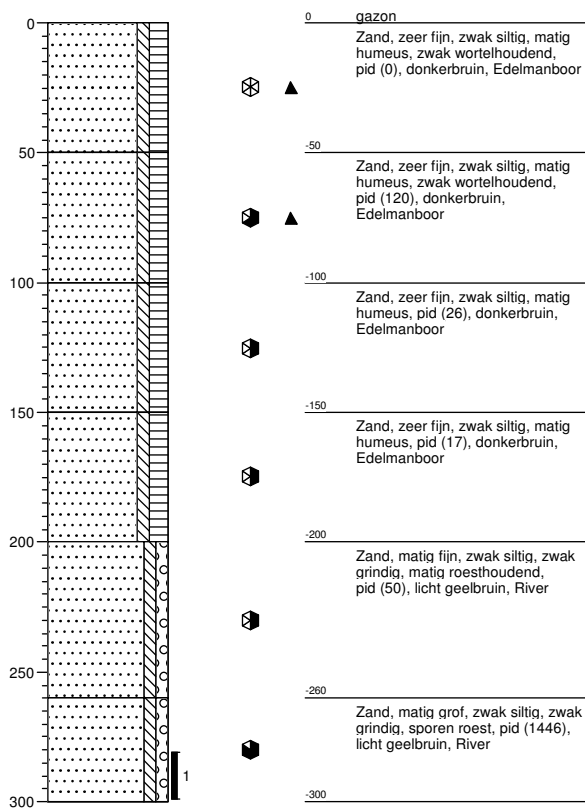 0
50
100
150
200
250
300
1
0
gazon
Zand, zeer fijn, zwak siltig, matig
humeus, zwak wortelhoudend,
pid (0), donkerbruin, Edelmanboor
-50
Zand, zeer fijn, zwak siltig, matig
humeus, zwak wortelhoudend,
pid (120), donkerbruin,
Edelmanboor
-100
Zand, zeer fijn, zwak siltig, matig
humeus, pid (26), donkerbruin,
Edelmanboor
-150
Zand, zeer fijn, zwak siltig, matig
humeus, pid (17), donkerbruin,
Edelmanboor
-200
Zand, matig fijn, zwak siltig, zwak
grindig, matig roesthoudend,
pid (50), licht geelbruin, River
-260
Zand, matig grof, zwak siltig, zwak
grindig, sporen roest, pid (1446),
licht geelbruin, River
-300